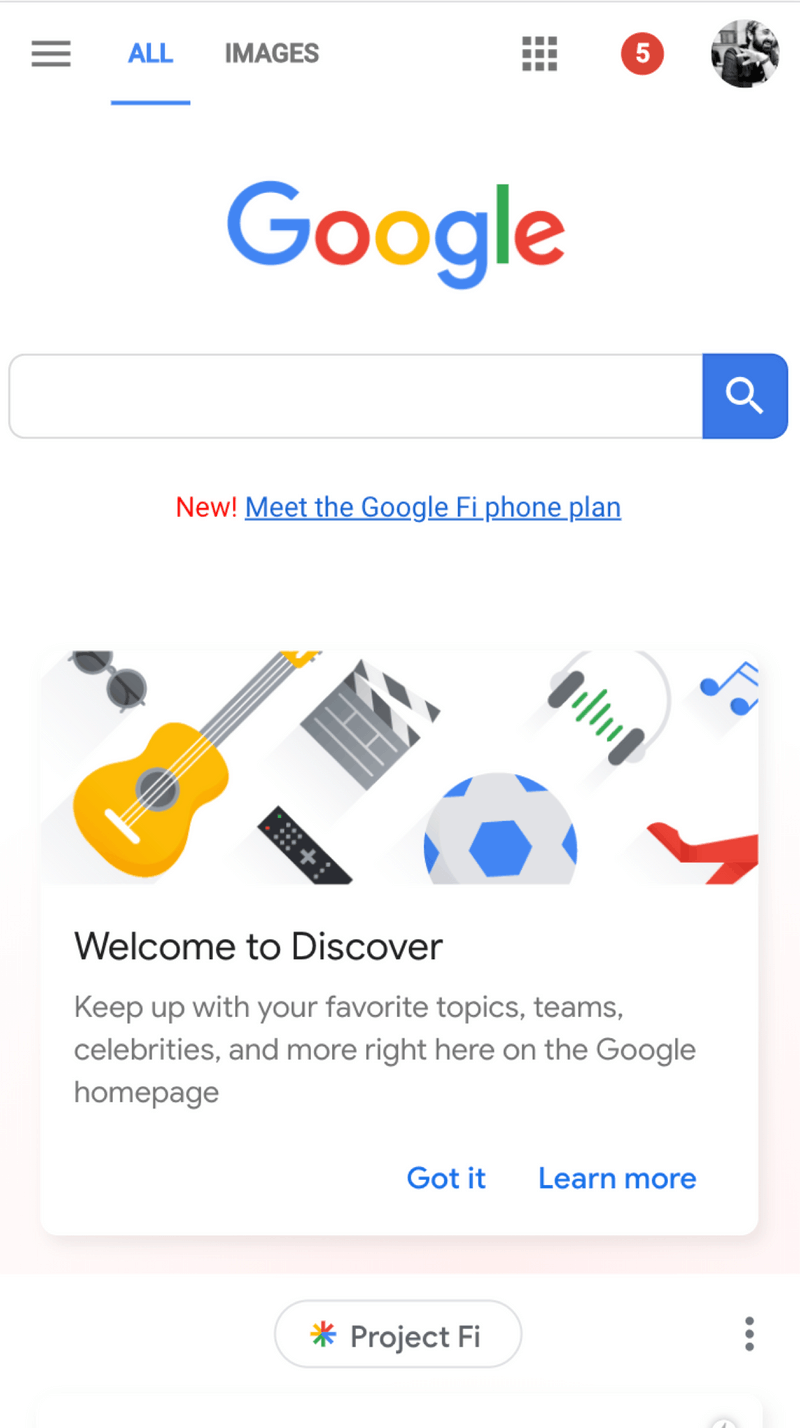 ALL IMAGES 5
Google
New! Meet the Google Fi phone plan
Welcome to Discover
Keep up with your favorite topics, teams,
celebrities, and more right here on the Google
homepage
Got it Learn more
Project Fi